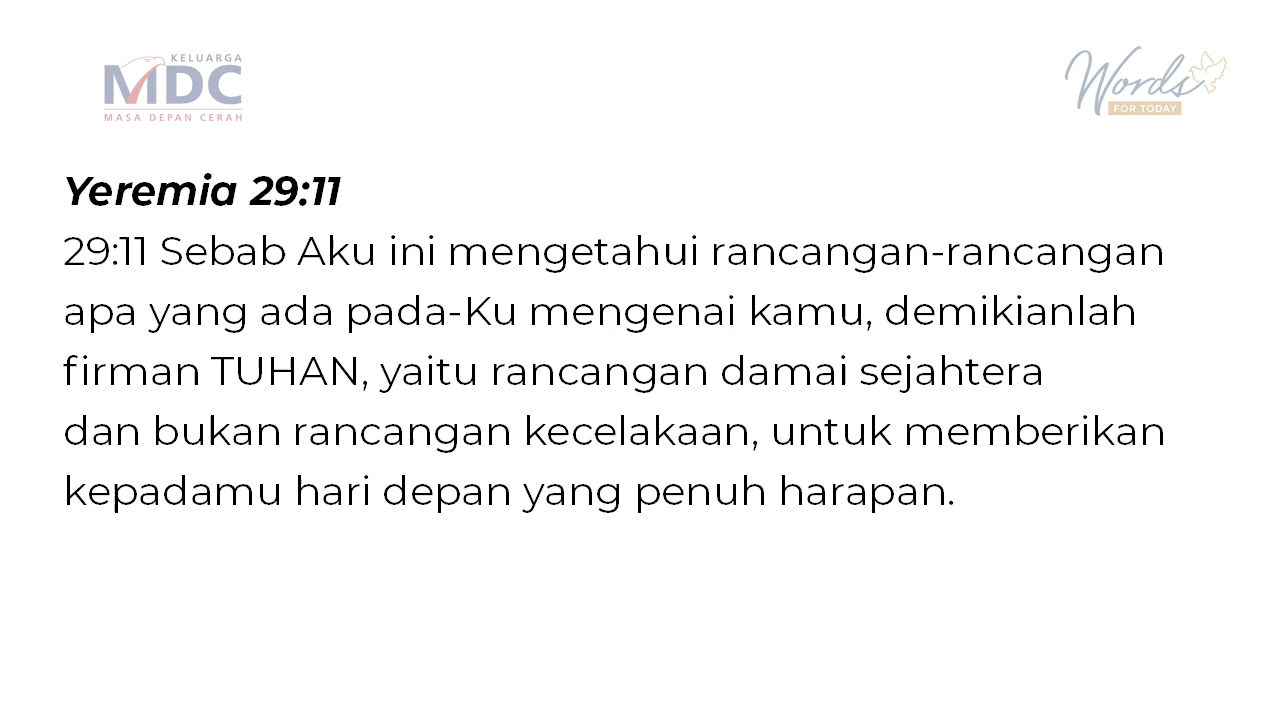 KELUARGA
MDC
MASA DEPAN CERAH
Words
FOR TODAY
Yeremia 29:11
29:11 Sebab Aku ini mengetahui rancangan-rancangan
apa yang ada pada-Ku mengenai kamu, demikianlah
firman TUHAN, yaitu rancangan damai sejahtera
dan bukan rancangan kecelakaan, untuk memberikan
kepadamu hari depan yang penuh harapan.